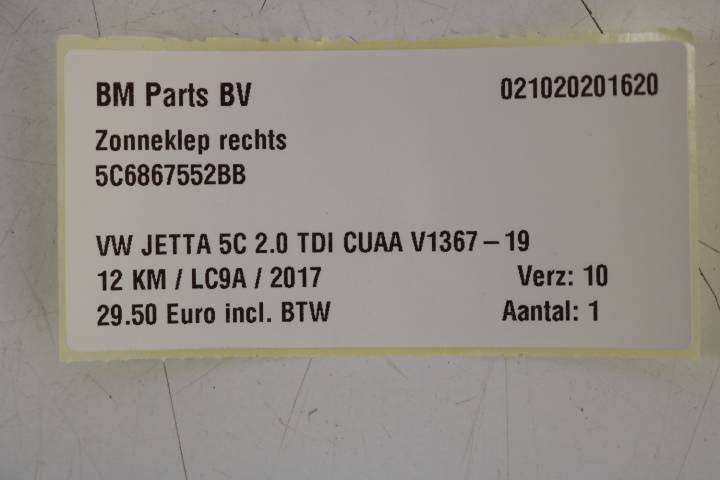 BM Parts BV 021020201620
Zonneklep rechts
5C6867552BB
VW JETTA 5C 2.0 TDI CUAA V1367 – 19
12 KM / LC9A / 2017 Verz: 10
29.50 Euro incl. BTW Aantal: 1